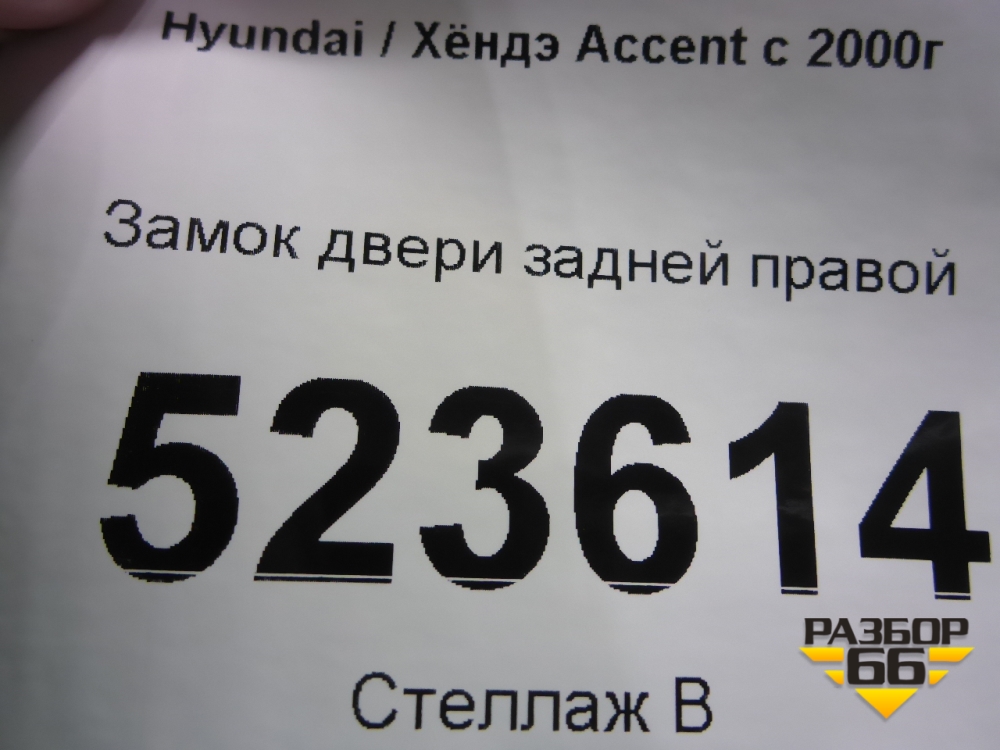 Hyundai / Хёндэ Accent с 2000г
Замок двери задней правой
523614
РАЗБОР
66
Стеллаж В